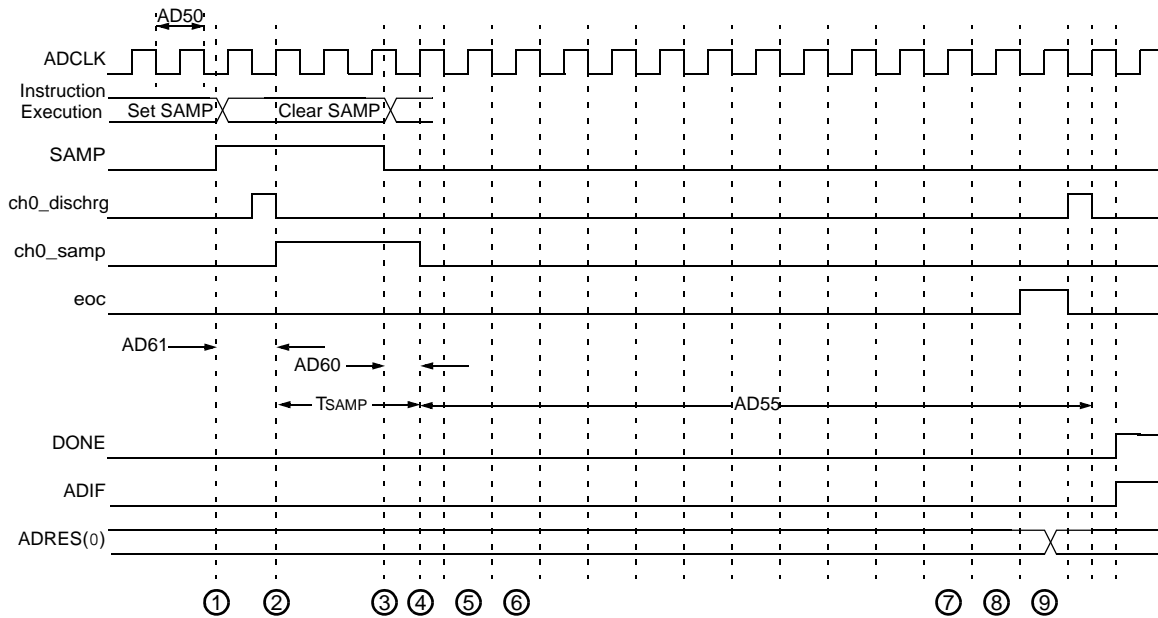 AD50
ADCLK
Instruction
Execution
Set SAMP
Clear SAMP
SAMP
ch0_dischrg
ch0_samp
eoc
AD61
AD60
TSAMP
AD55
DONE
ADIF
ADRES(0)
1 2 3 4 5 6 7 8 9